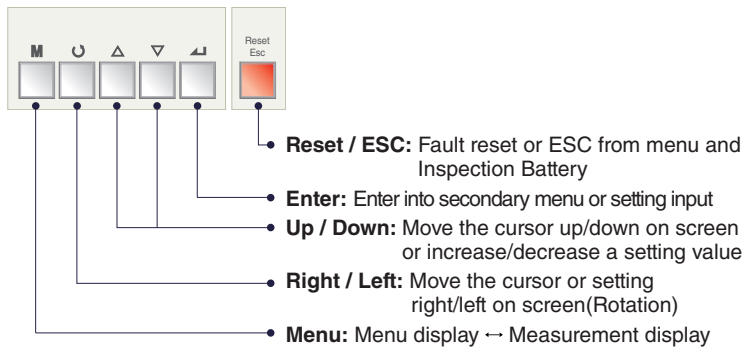 M
Reset
Esc
Reset / ESC: Fault reset or ESC from menu and
Inspection Battery
Enter: Enter into secondary menu or setting input
Up / Down: Move the cursor up/down on screen
or increase/decrease a setting value
Right / Left: Move the cursor or setting
right/left on screen(Rotation)
Menu: Menu display ↔ Measurement display